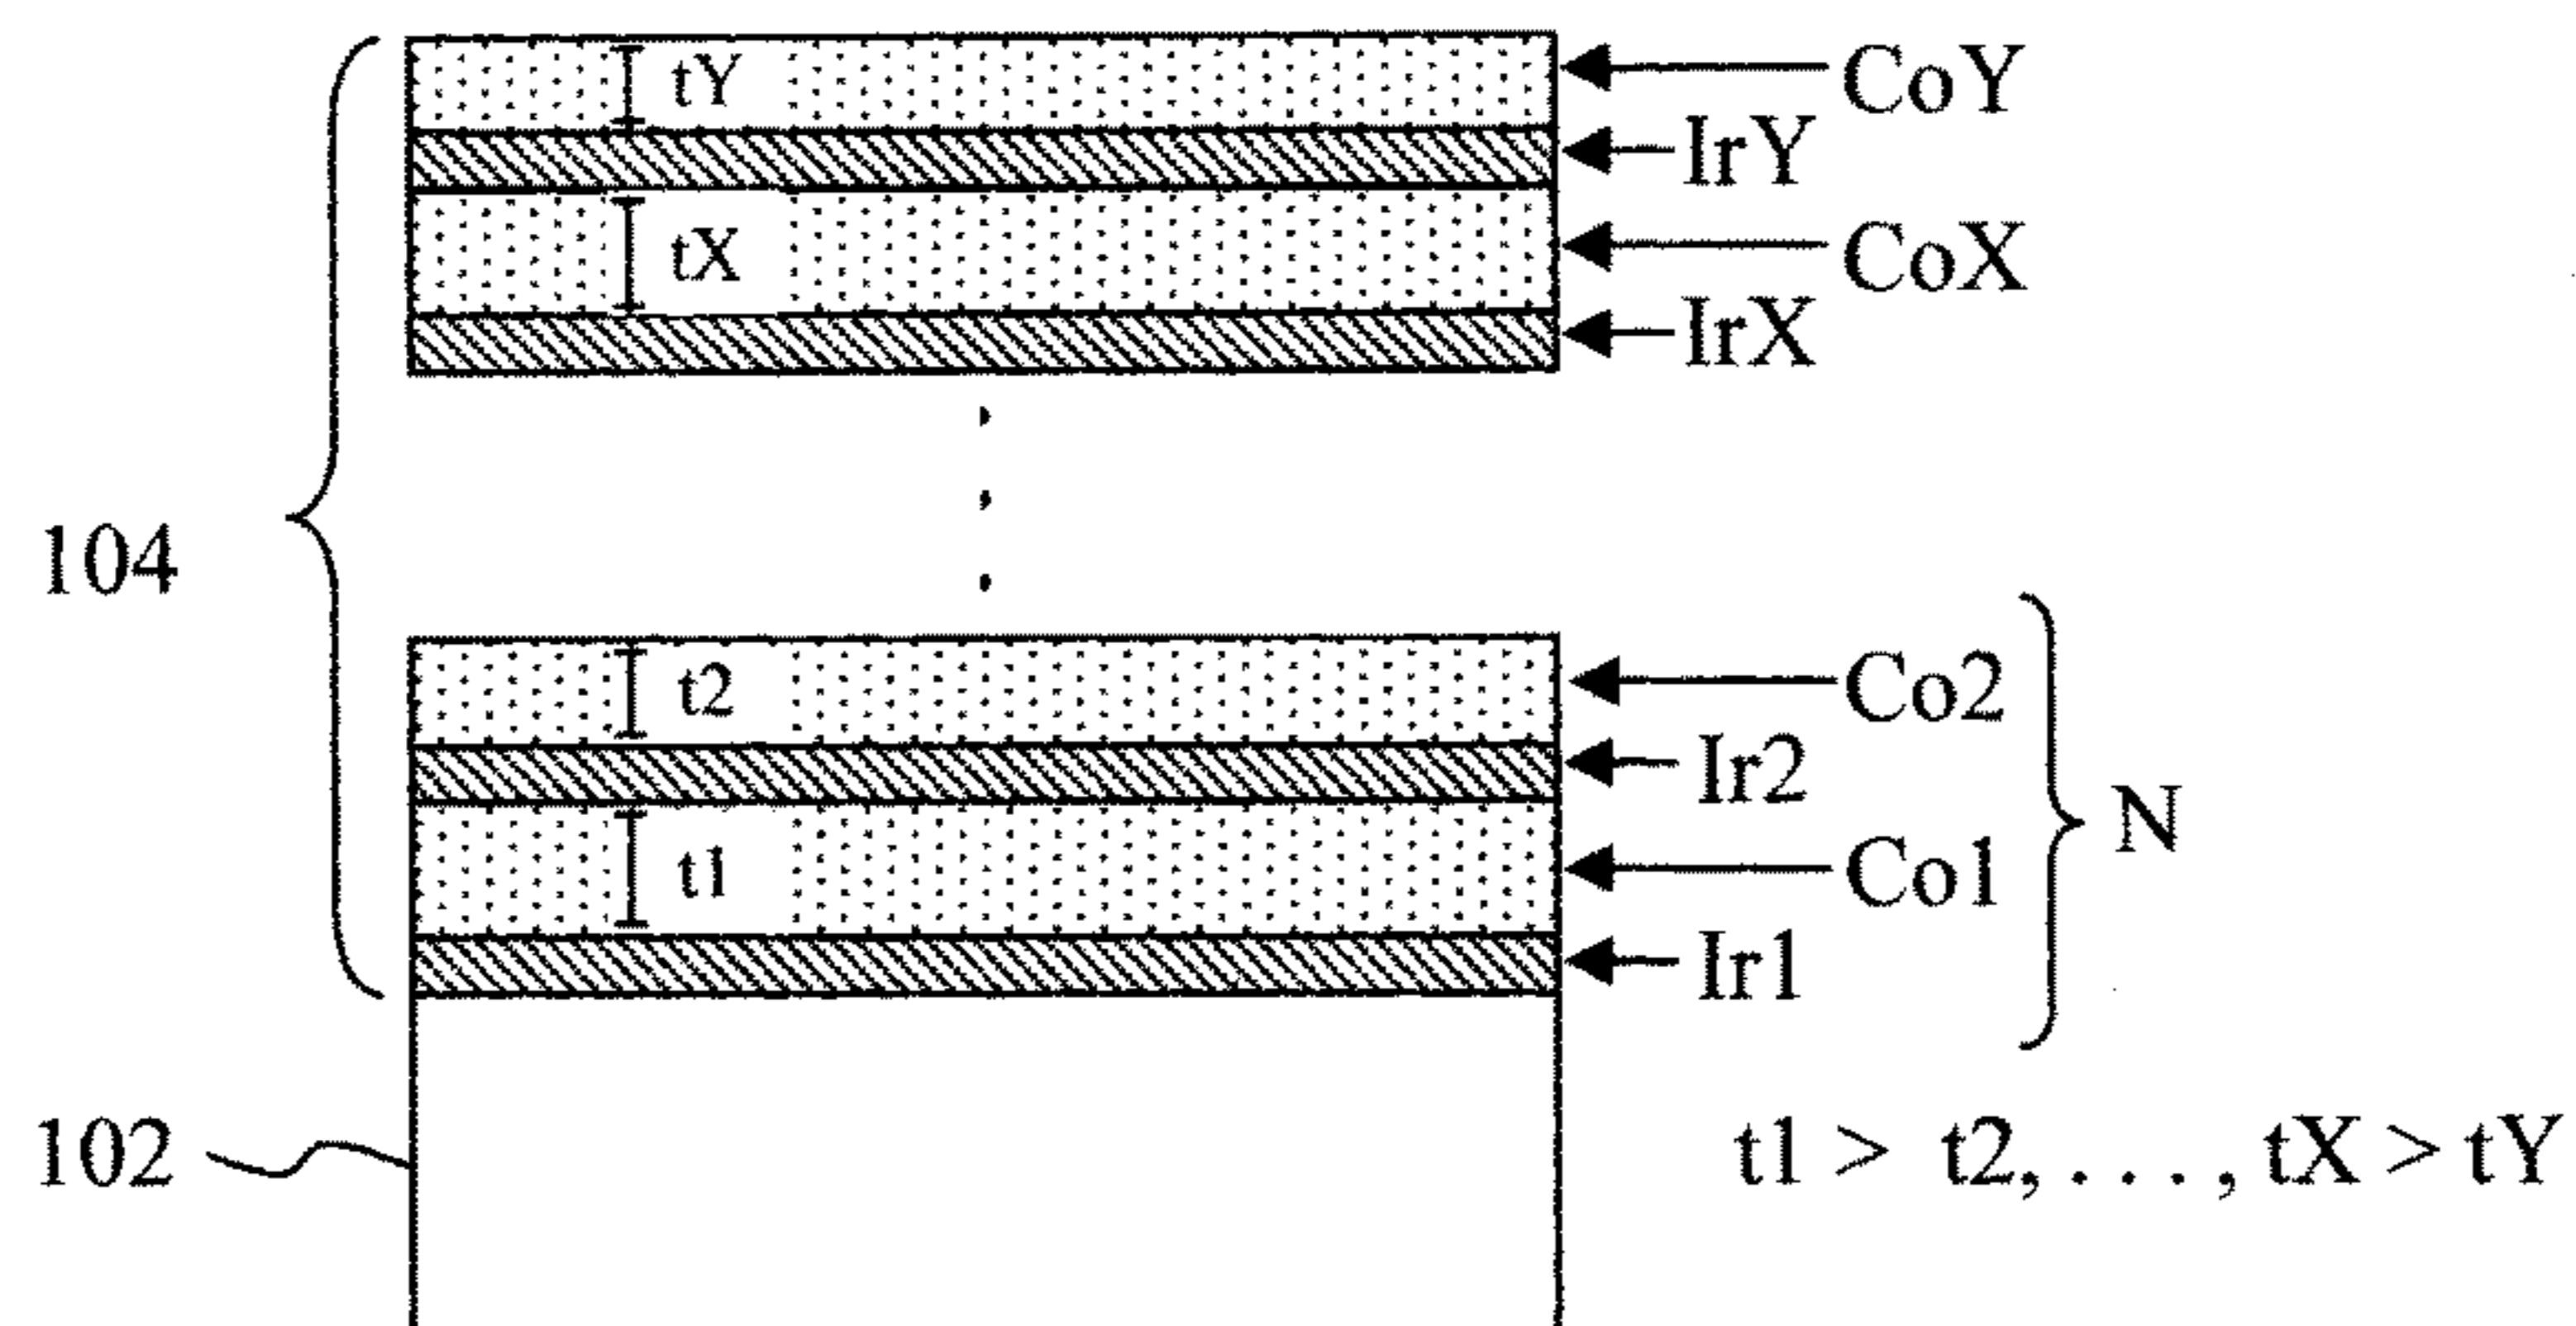 tY
CoY
IrY
tX
CoX
IrX
104
t2
Co2
Ir2
N
t1
Co1
Ir1
102
t1 > t2, . . . , tX > tY